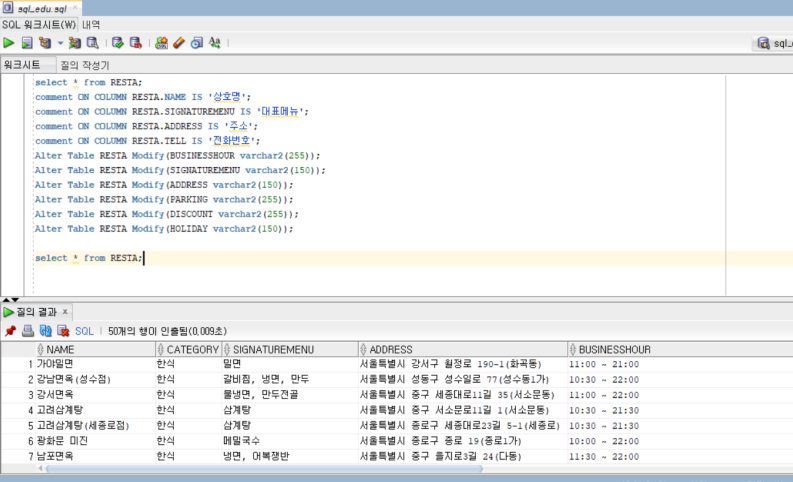 sql_edu.sql
SQL 워크시트(W) 내역
sql_
워크시트 질의 작성기
select * from RESTA;
comment ON COLUMN RESTA.NAME IS '상호명';
comment ON COLUMN RESTA.SIGNATUREMENU IS '대표메뉴';
comment ON COLUMN RESTA.ADDRESS IS '주소';
comment ON COLUMN RESTA.TELL IS '전화번호';
Alter Table RESTA Modify(BUSINESSHOUR varchar2(255));
Alter Table RESTA Modify(SIGNATUREMENU varchar2(150));
Alter Table RESTA Modify(ADDRESS varchar2(150));
Alter Table RESTA Modify(PARKING varchar2(255));
Alter Table RESTA Modify(DISCOUNT varchar2(255));
Alter Table RESTA Modify(HOLIDAY varchar2(150));
select * from RESTA;
질의 결과 x
SQL | 50개의 행이 인출됨(0,009초)
NAME CATEGORY SIGNATUREMENU ADDRESS BUSINESSHOUR
1 가야밀면 한식 밀면 서울특별시 강서구 월정로 190-1(화곡동) 11:00 ~ 21:00
2 강남면옥(성수점) 한식 갈비찜, 냉면, 만두 서울특별시 성동구 성수일로 77(성수동1가) 10:30 ~ 22:00
3 강서면옥 한식 물냉면, 만두전골 서울특별시 중구 세종대로11길 35(서소문동) 11:00 ~ 22:00
4 고려삼계탕 한식 삼계탕 서울특별시 중구 서소문로11길 1(서소문동) 10:30 ~ 21:30
5 고려삼계탕(세종로점) 한식 삼계탕 서울특별시 종로구 세종대로23길 5-1(세종로) 10:30 ~ 21:30
6 광화문 미진 한식 메밀국수 서울특별시 종로구 종로 19(종로1가) 10:00 ~ 22:00
7 남포면옥 한식 냉면, 어복쟁반 서울특별시 중구 을지로3길 24(다동) 11:30 ~ 22:00